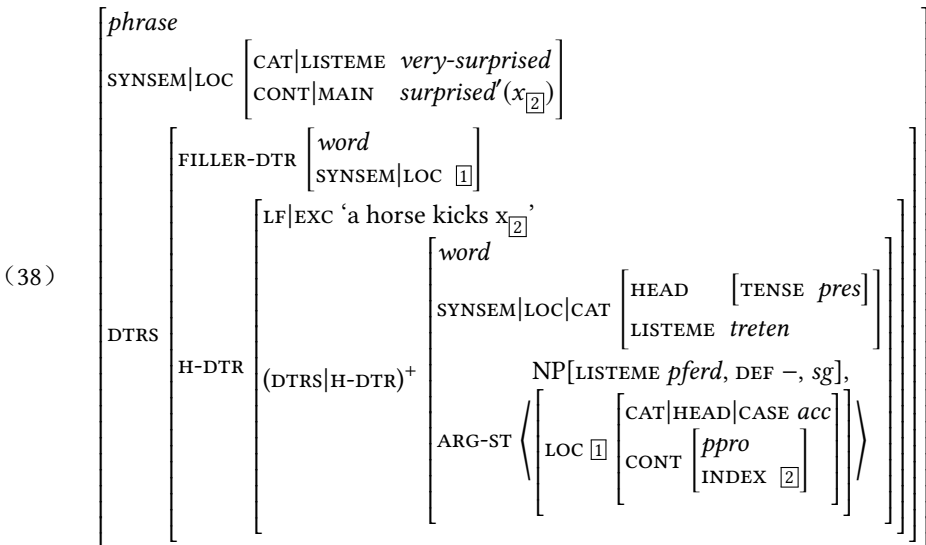 phrase
SYNSEM|LOC [CAT|LISTEME very-surprised
CONT|MAIN surprised′(x[2])]
FILLER-DTR [word
SYNSEM|LOC [1]]
LF|EXC ‘a horse kicks x[2]’
word
(38)
SYNSEM|LOC|CAT [HEAD [TENSE pres]
LISTEME treten]
DTRS
H-DTR
(DTRS|H-DTR)⁺
NP[LISTEME pferd, DEF −, sg],
ARG-ST ⟨[LOC [1] [CAT|HEAD|CASE acc
CONT [ppro
INDEX [2]]]]⟩